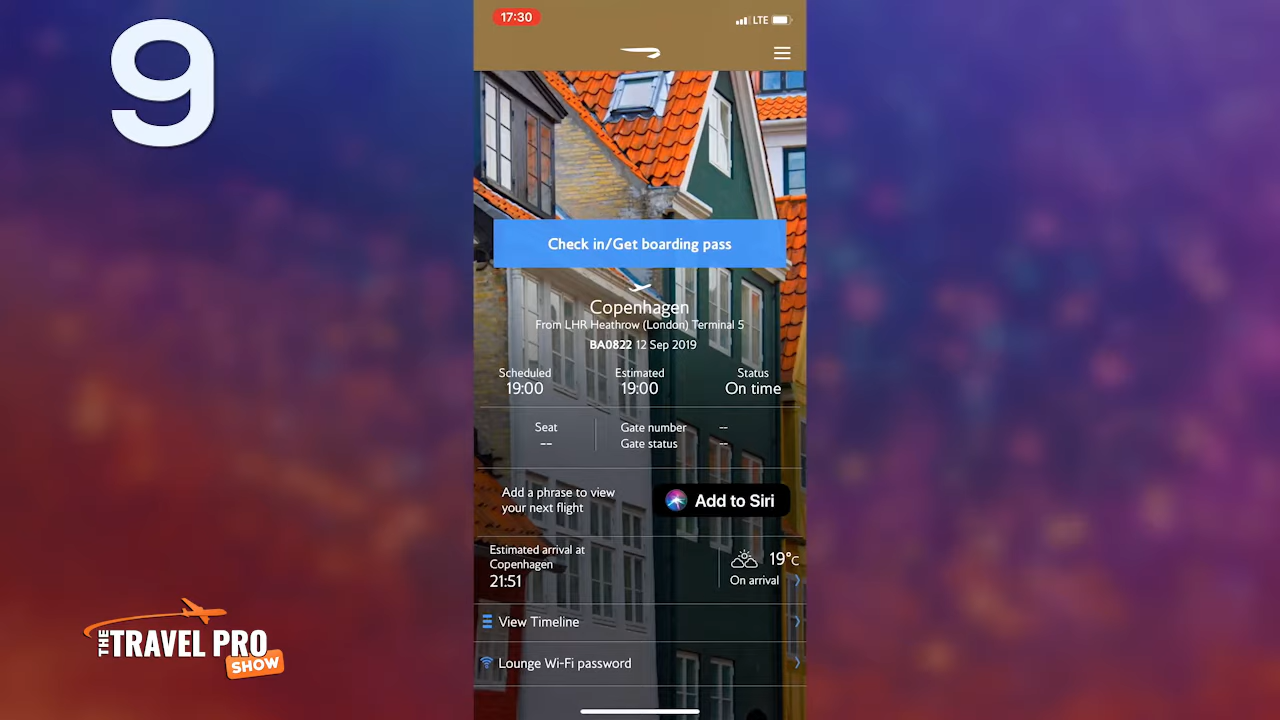 9
17:30
LTE
Check in/Get boarding pass
Copenhagen
From LHR Heathrow (London) Terminal 5
BA0822 12 Sep 2019
Scheduled Estimated Status
19:00 19:00 On time
Seat
--
Gate number --
Gate status --
Add a phrase to view
your next flight
Add to Siri
Estimated arrival at
Copenhagen
21:51
19°C
On arrival
View Timeline
Lounge Wi-Fi password
THE TRAVEL PRO
SHOW